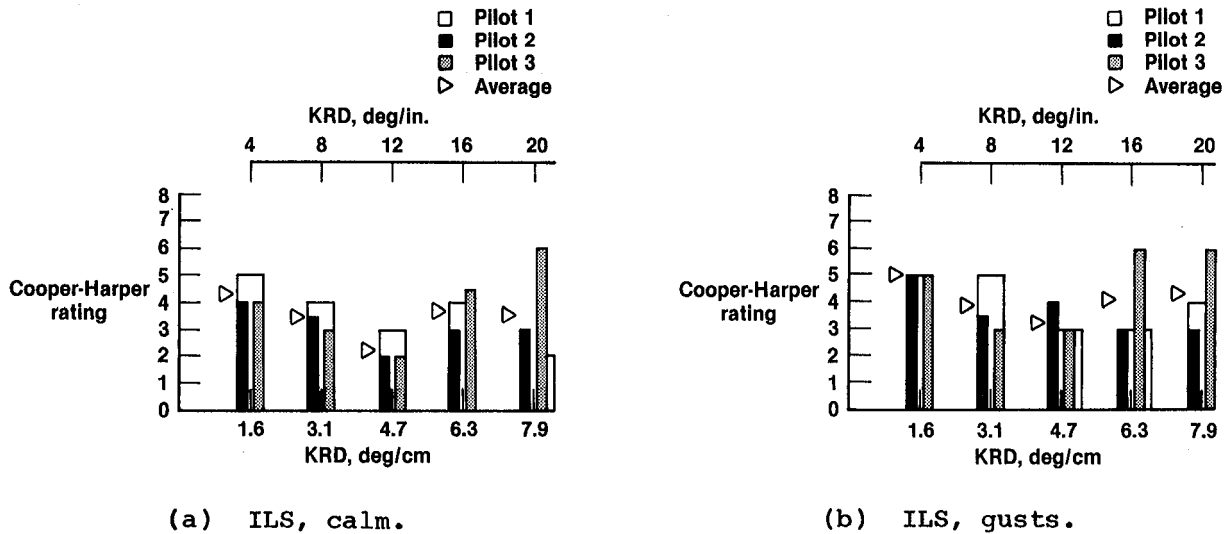 Pilot 1
Pilot 2
Pilot 3
Average
KRD, deg/in.
4 8 12 16 20
8
7
6
5
4
3
2
1
0
Cooper-Harper
rating
1.6 3.1 4.7 6.3 7.9
KRD, deg/cm
(a) ILS, calm.
Pilot 1
Pilot 2
Pilot 3
Average
KRD, deg/in.
4 8 12 16 20
8
7
6
5
4
3
2
1
0
Cooper-Harper
rating
1.6 3.1 4.7 6.3 7.9
KRD, deg/cm
(b) ILS, gusts.